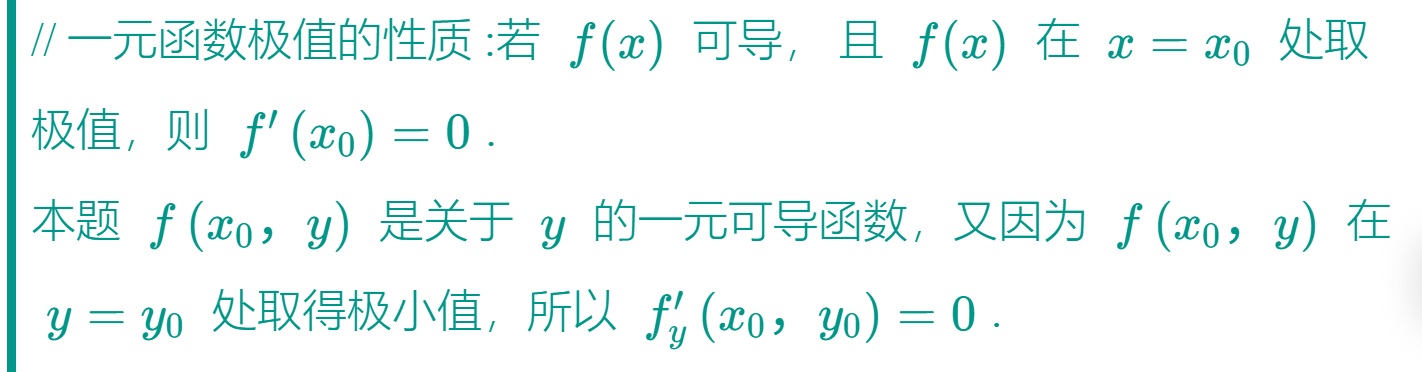 // 一元函数极值的性质 :若 f(x) 可导， 且 f(x) 在 x = x₀ 处取
极值，则 f′(x₀) = 0 .
本题 f(x₀，y) 是关于 y 的一元可导函数，又因为 f(x₀，y) 在
y = y₀ 处取得极小值，所以 f′_y(x₀，y₀) = 0 .